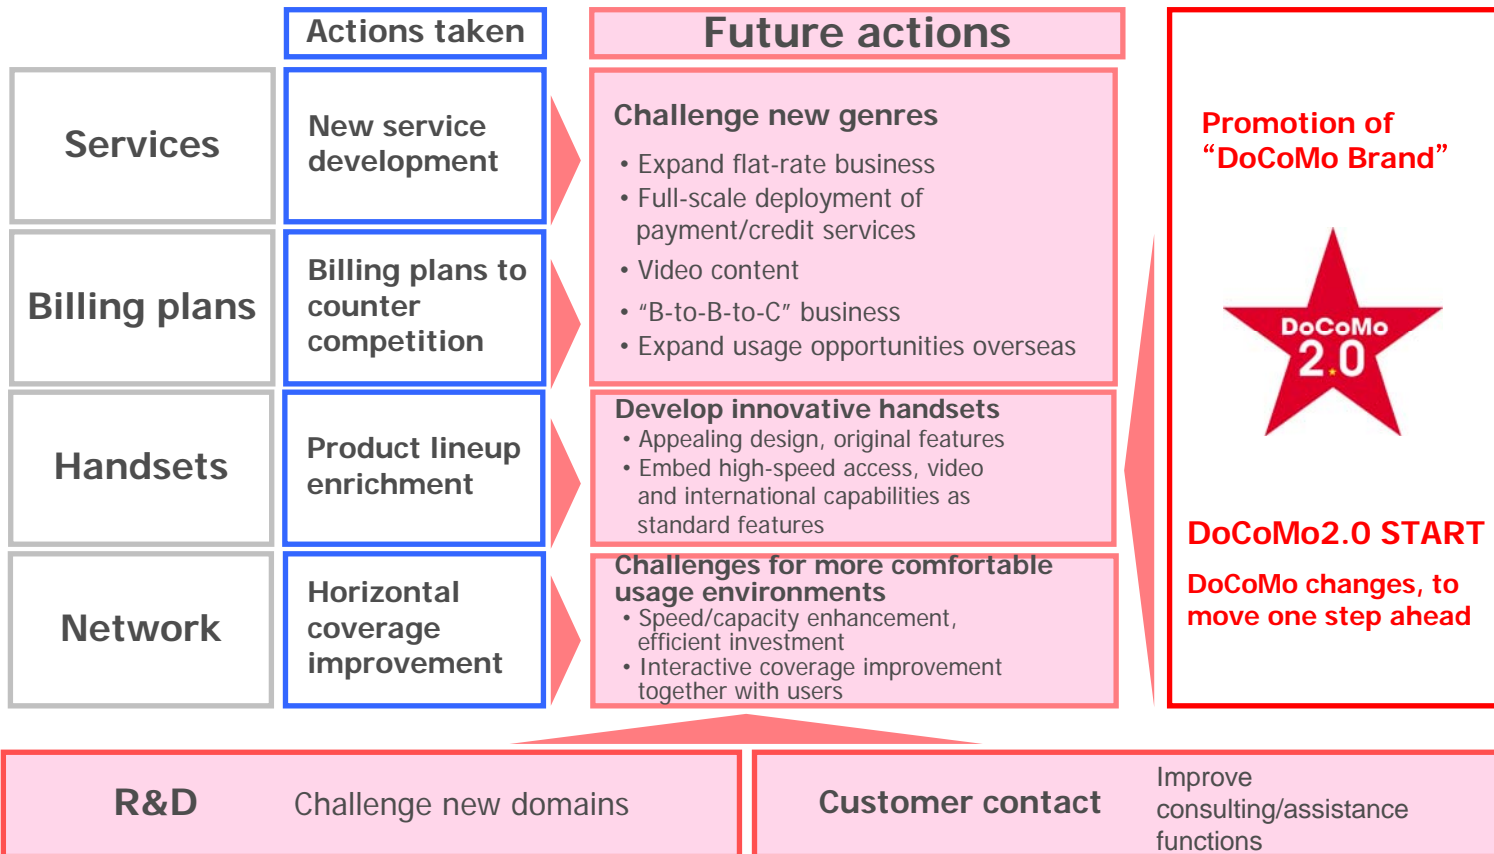 Actions taken
Future actions
Services
New service
development
Challenge new genres
• Expand flat-rate business
• Full-scale deployment of
payment/credit services
• Video content
• “B-to-B-to-C” business
• Expand usage opportunities overseas
Billing plans
Billing plans to
counter
competition
Handsets
Product lineup
enrichment
Develop innovative handsets
• Appealing design, original features
• Embed high-speed access, video
and international capabilities as
standard features
Network
Horizontal
coverage
improvement
Challenges for more comfortable
usage environments
• Speed/capacity enhancement,
efficient investment
• Interactive coverage improvement
together with users
Promotion of
“DoCoMo Brand”
DoCoMo
2.0
DoCoMo2.0 START
DoCoMo changes, to
move one step ahead
R&D
Challenge new domains
Customer contact
Improve
consulting/assistance
functions